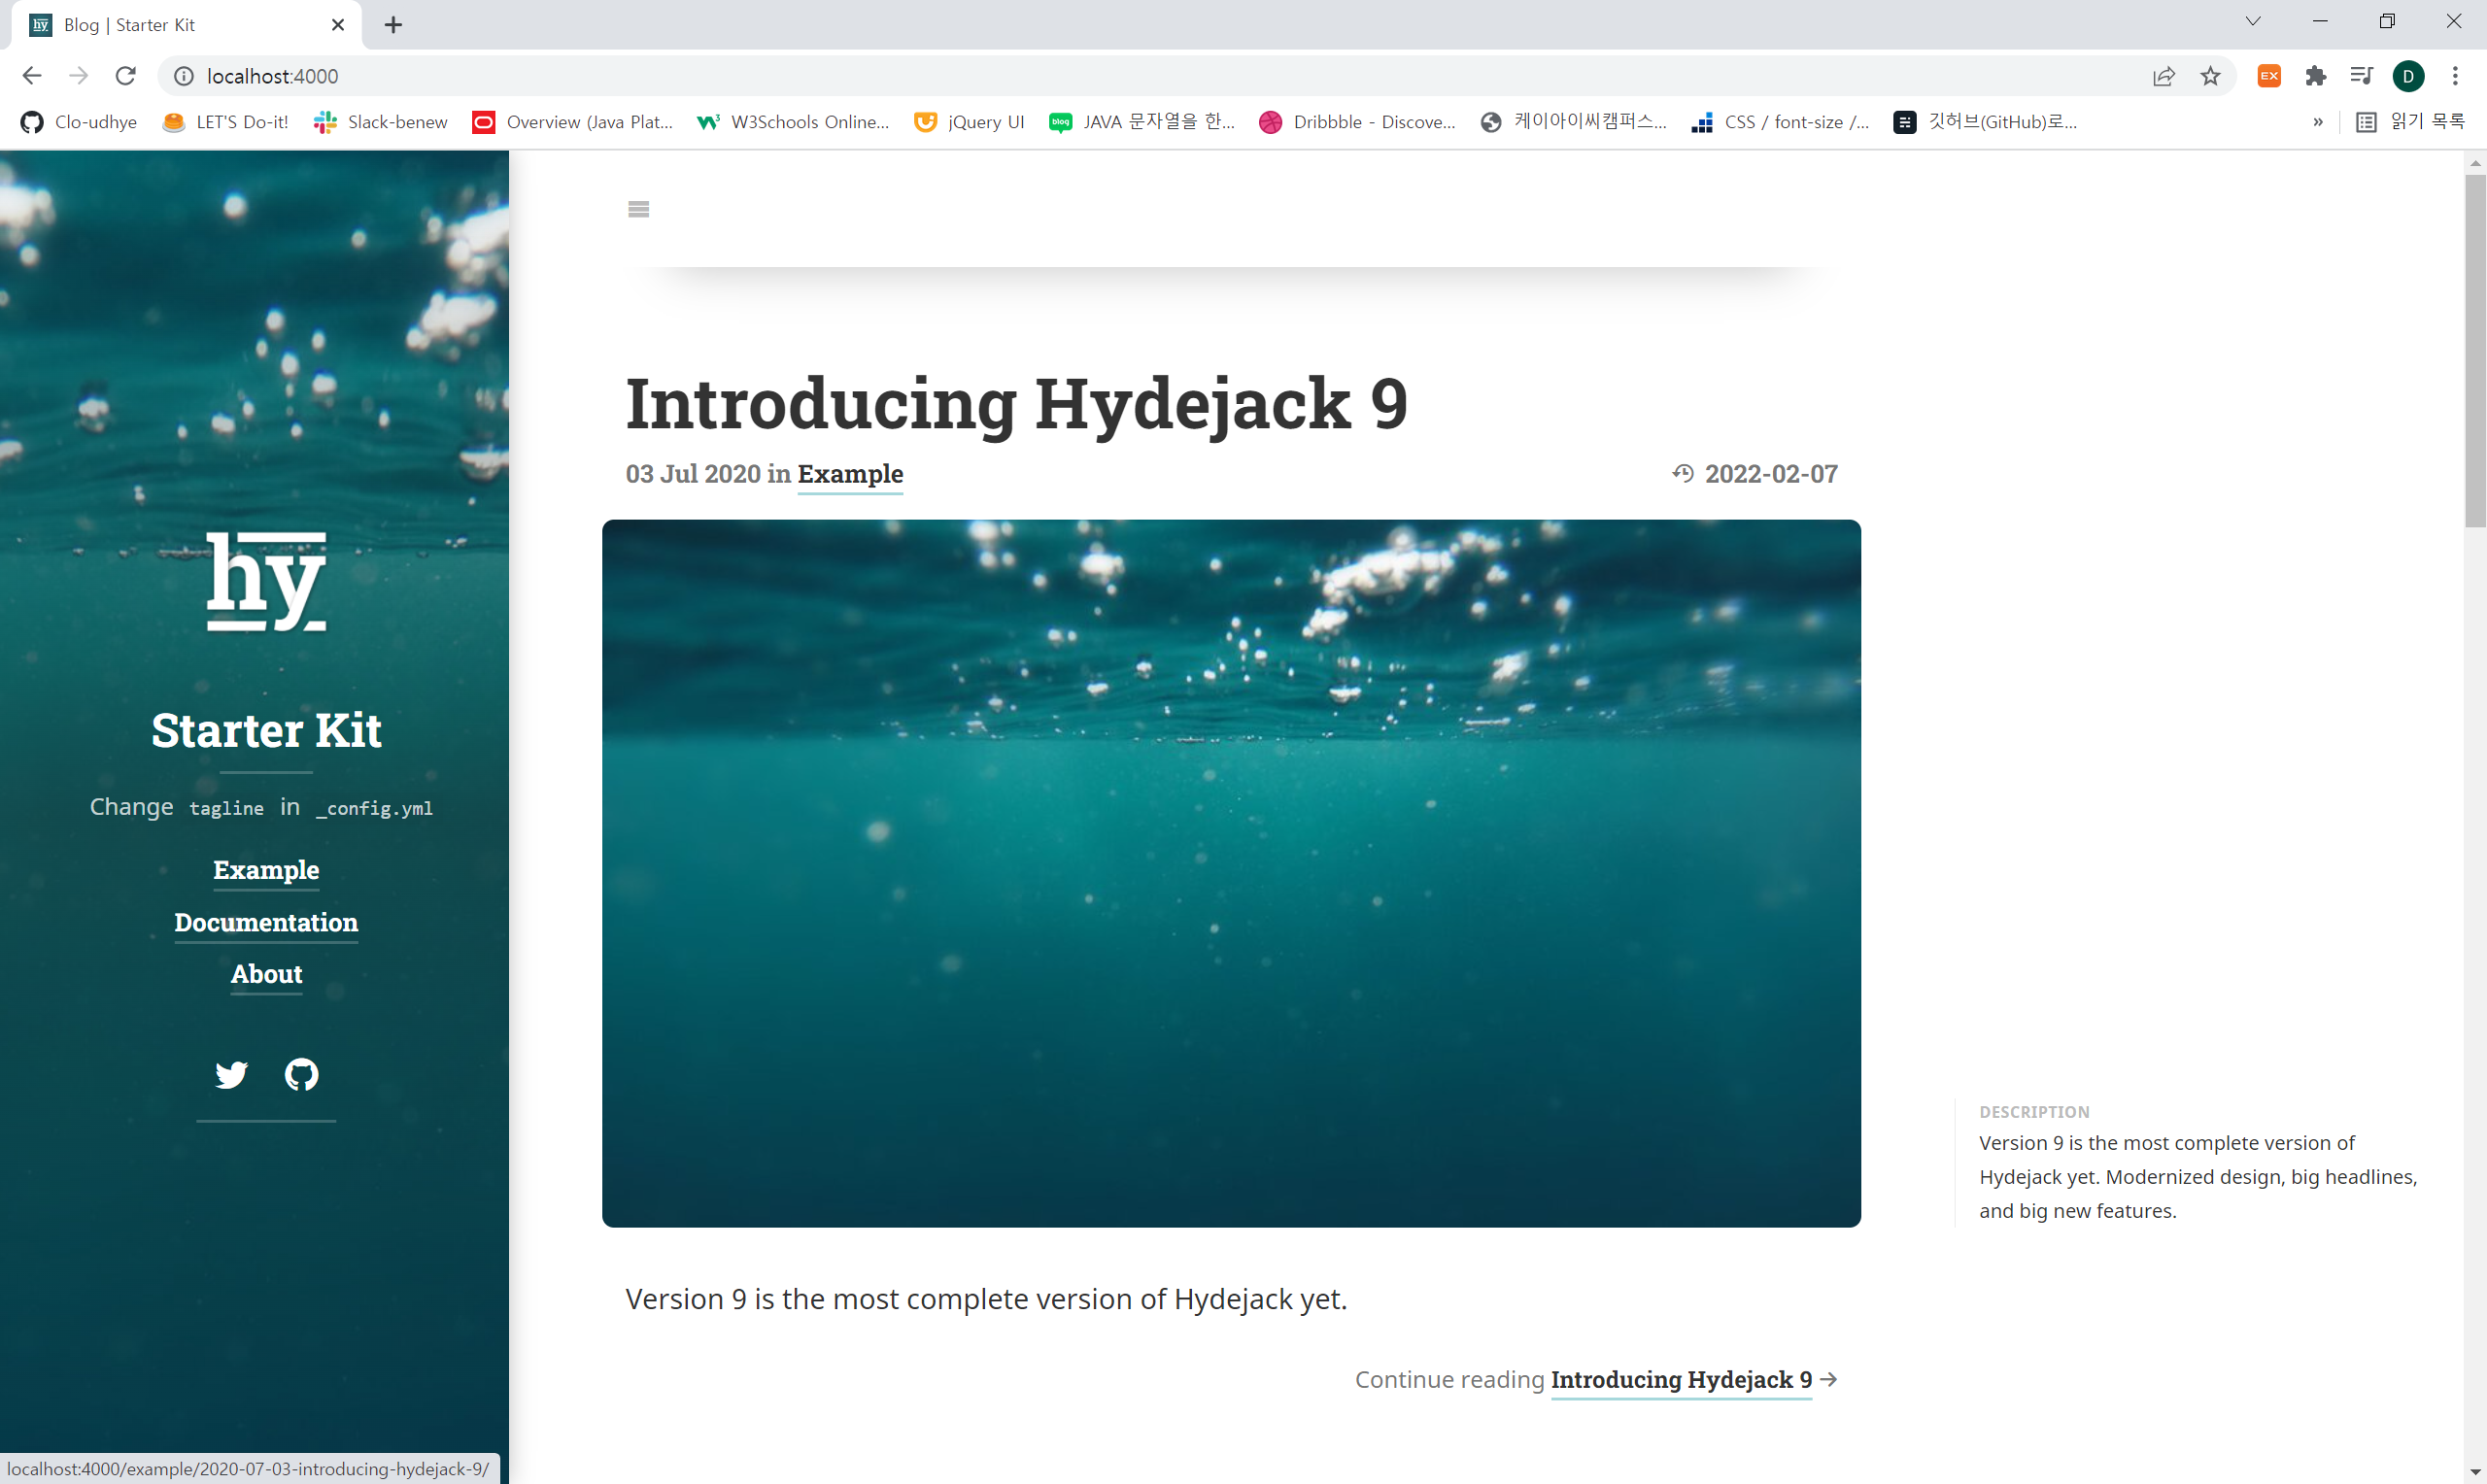 hy Blog | Starter Kit
localhost:4000
EX
D
Clo-udhye
LET'S Do-it!
Slack-benew
Overview (Java Plat...
W3Schools Online...
jQuery UI
blog JAVA 문자열을 한...
Dribbble - Discove...
케이아이씨캠퍼스...
CSS / font-size /...
깃허브(GitHub)로...
»
읽기 목록
hy
Starter Kit
Change tagline in _config.yml
Example
Documentation
About
Introducing Hydejack 9
03 Jul 2020 in Example
2022-02-07
DESCRIPTION
Version 9 is the most complete version of
Hydejack yet. Modernized design, big headlines,
and big new features.
Version 9 is the most complete version of Hydejack yet.
Continue reading Introducing Hydejack 9 →
localhost:4000/example/2020-07-03-introducing-hydejack-9/